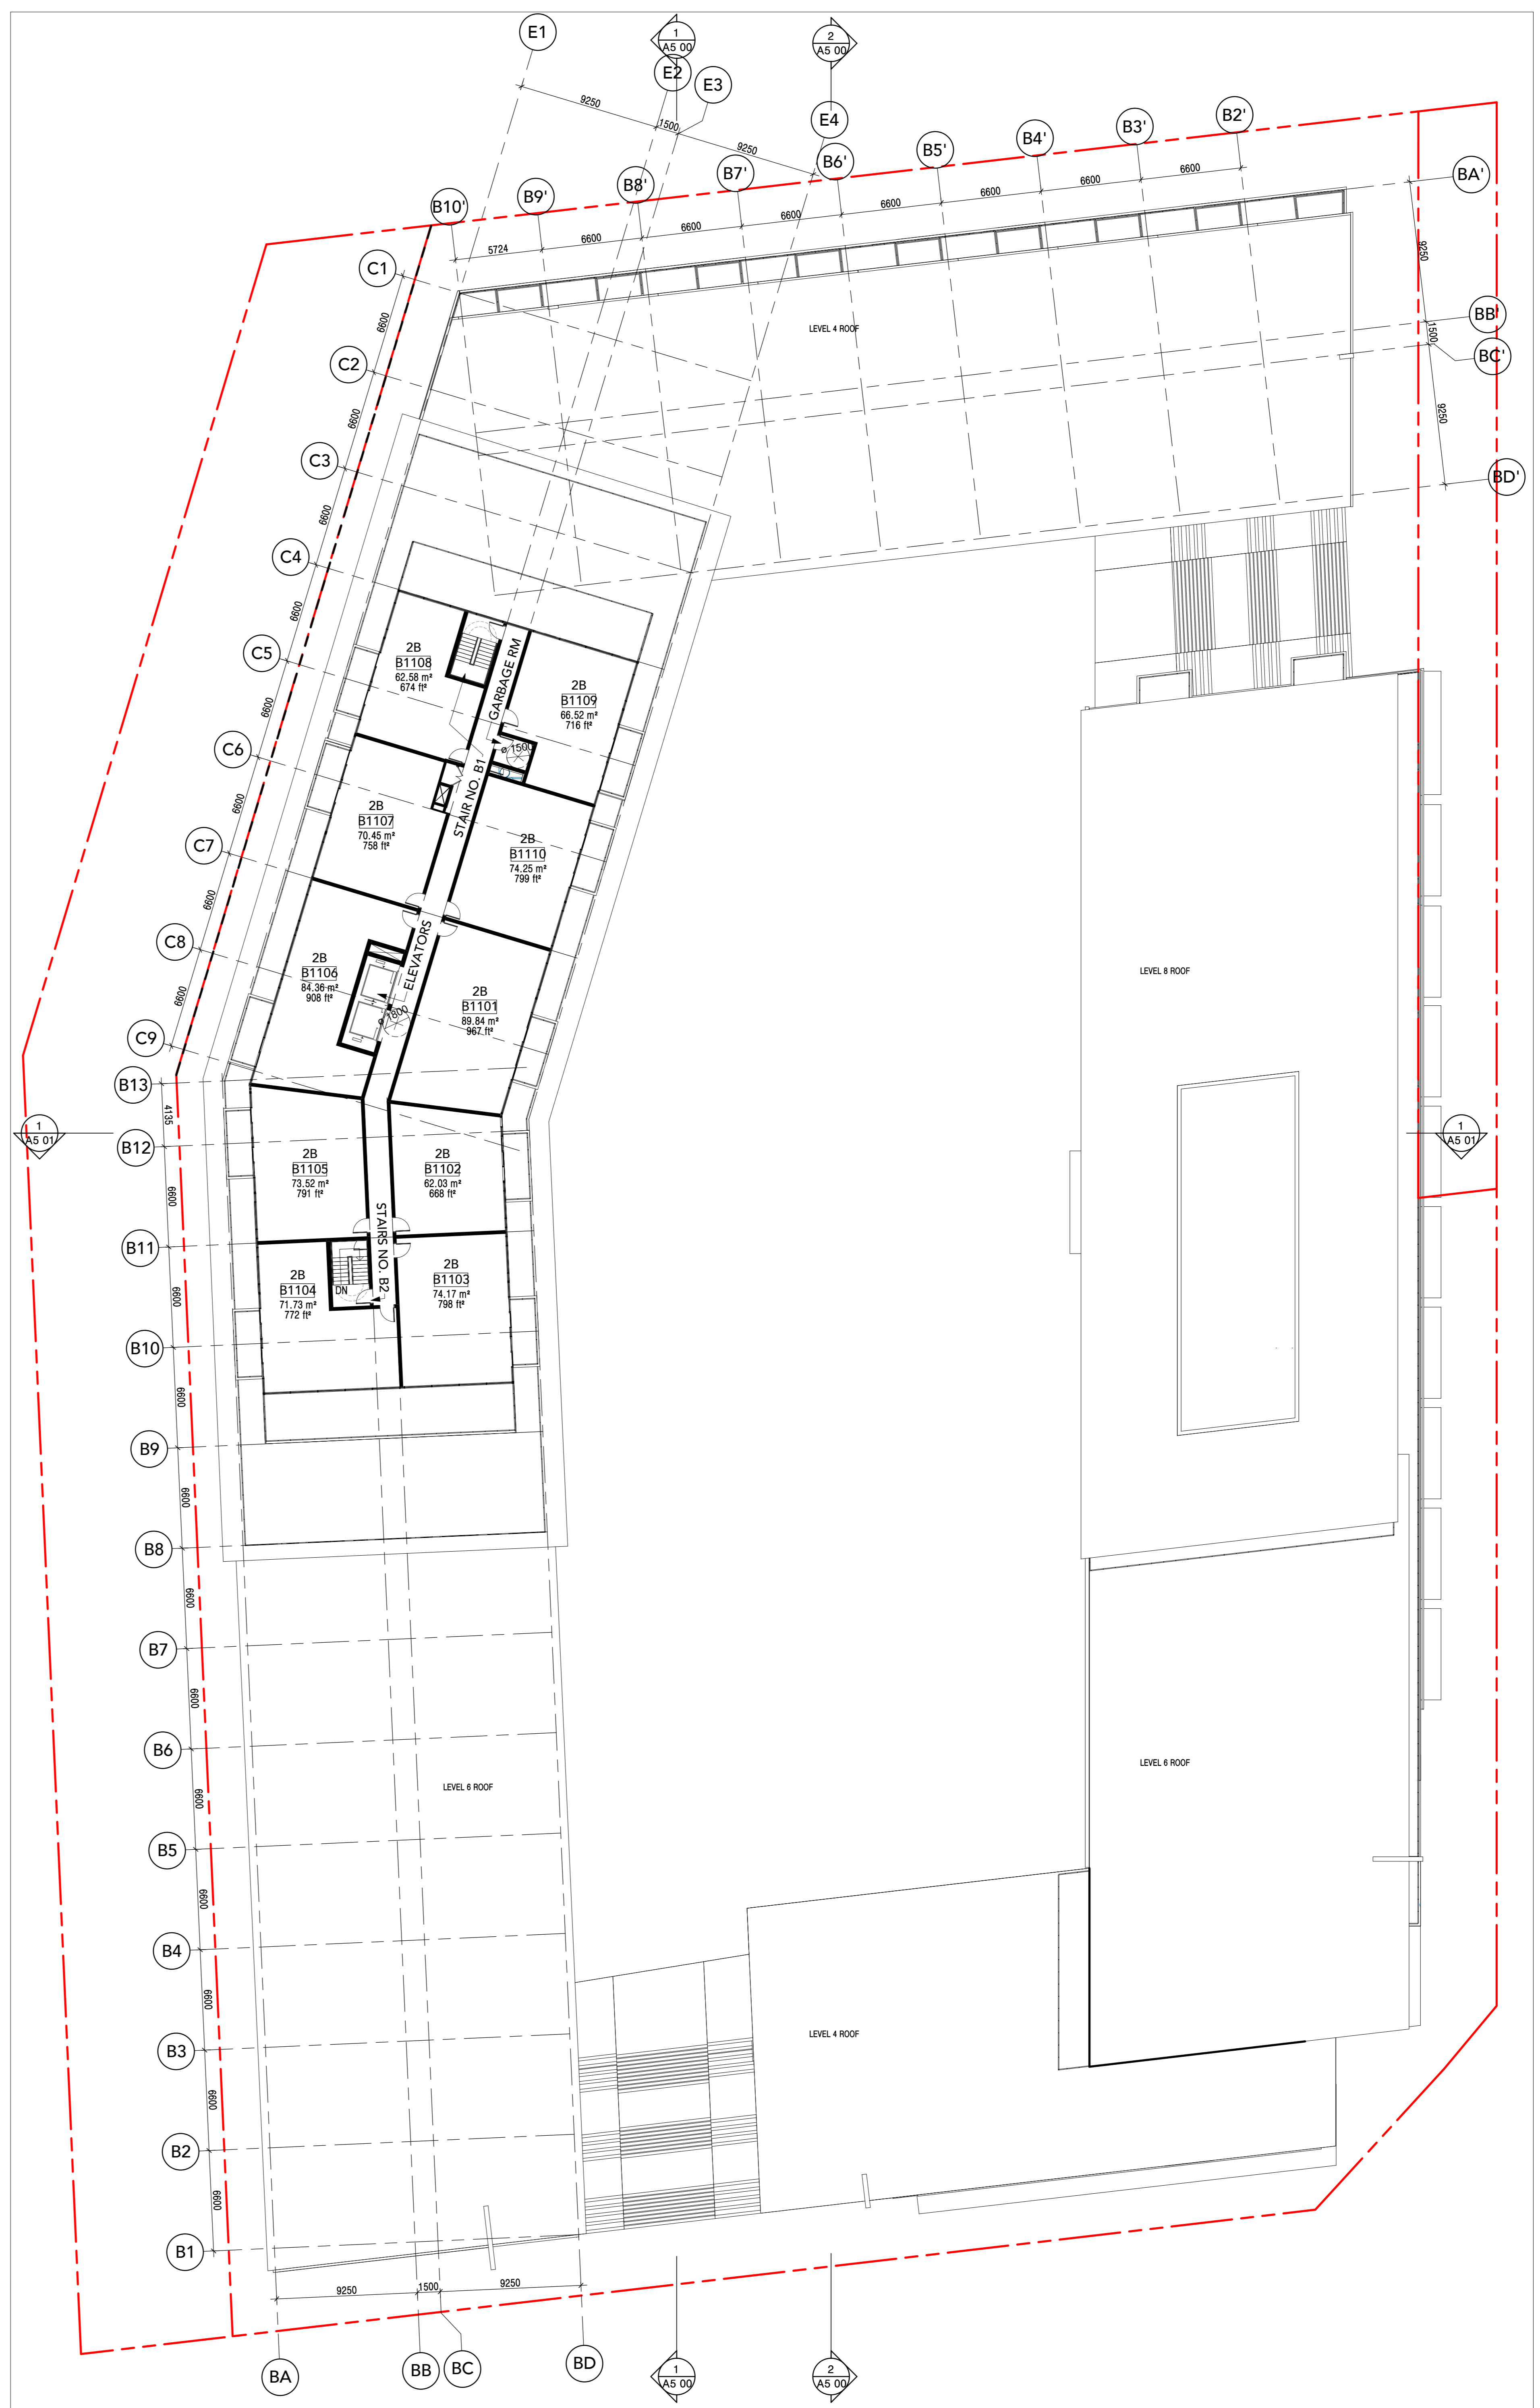 E1
1
A5 00
2
A5 00
E2
E3
E4
9250
1500
9250
B10'
B9'
B8'
B7'
B6'
B5'
B4'
B3'
B2'
BA'
BB'
BC'
BD'
5724
6600
6600
6600
6600
6600
6600
6600
9250
1500
9250
C1
6600
C2
6600
C3
6600
C4
6600
C5
6600
C6
6600
C7
6600
C8
6600
C9
LEVEL 4 ROOF
2B
B1108
62.58 m²
674 ft²
GARBAGE RM
2B
B1109
66.52 m²
716 ft²
ø 1500
STAIR NO. B1
2B
B1107
70.45 m²
758 ft²
2B
B1110
74.25 m²
799 ft²
ELEVATORS
2B
B1106
84.36 m²
908 ft²
ø 1800
2B
B1101
89.84 m²
967 ft²
LEVEL 8 ROOF
B13
4135
B12
6600
B11
6600
B10
6600
B9
6600
B8
6600
B7
6600
B6
6600
B5
6600
B4
6600
B3
6600
B2
6600
B1
1
A5 01
1
A5 01
2B
B1105
73.52 m²
791 ft²
2B
B1102
62.03 m²
668 ft²
STAIRS NO. B2
2B
B1104
71.73 m²
772 ft²
DN
2B
B1103
74.17 m²
798 ft²
LEVEL 6 ROOF
LEVEL 6 ROOF
LEVEL 4 ROOF
9250
1500
9250
BA
BB
BC
BD
1
A5 00
2
A5 00